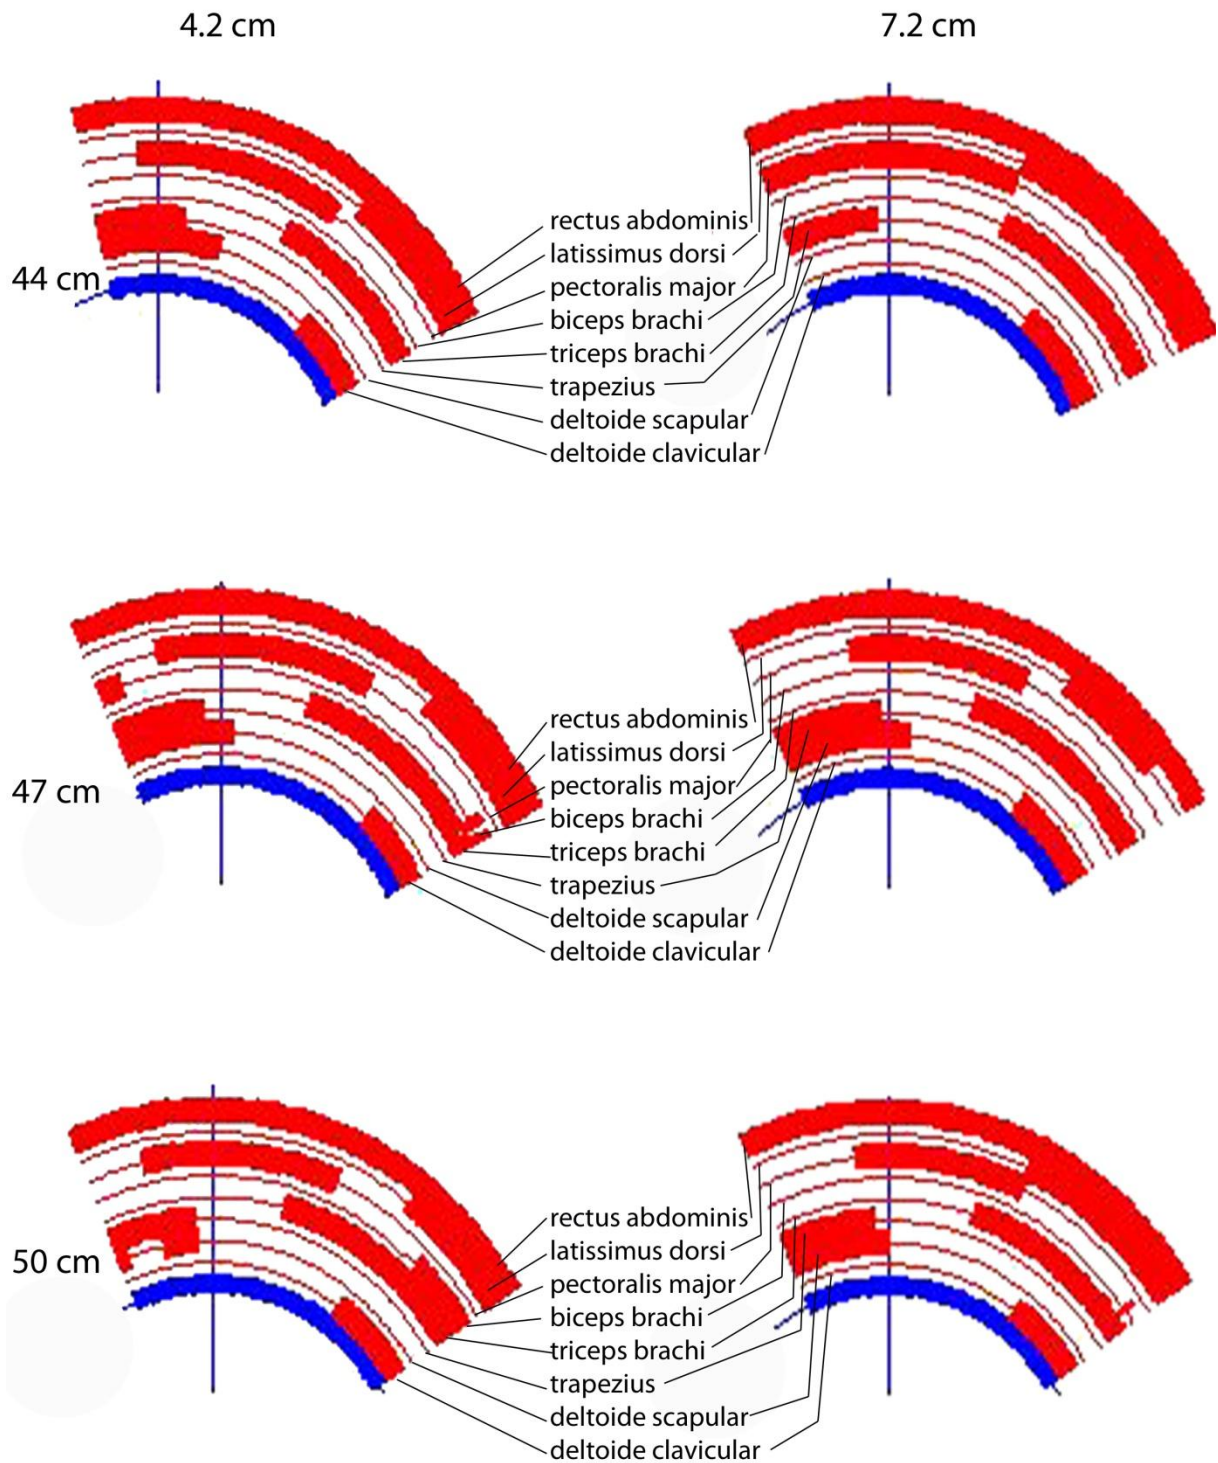 4.2 cm
7.2 cm
44 cm
rectus abdominis
latissimus dorsi
pectoralis major
biceps brachi
triceps brachi
trapezius
deltoide scapular
deltoide clavicular
47 cm
rectus abdominis
latissimus dorsi
pectoralis major
biceps brachi
triceps brachi
trapezius
deltoide scapular
deltoide clavicular
50 cm
rectus abdominis
latissimus dorsi
pectoralis major
biceps brachi
triceps brachi
trapezius
deltoide scapular
deltoide clavicular